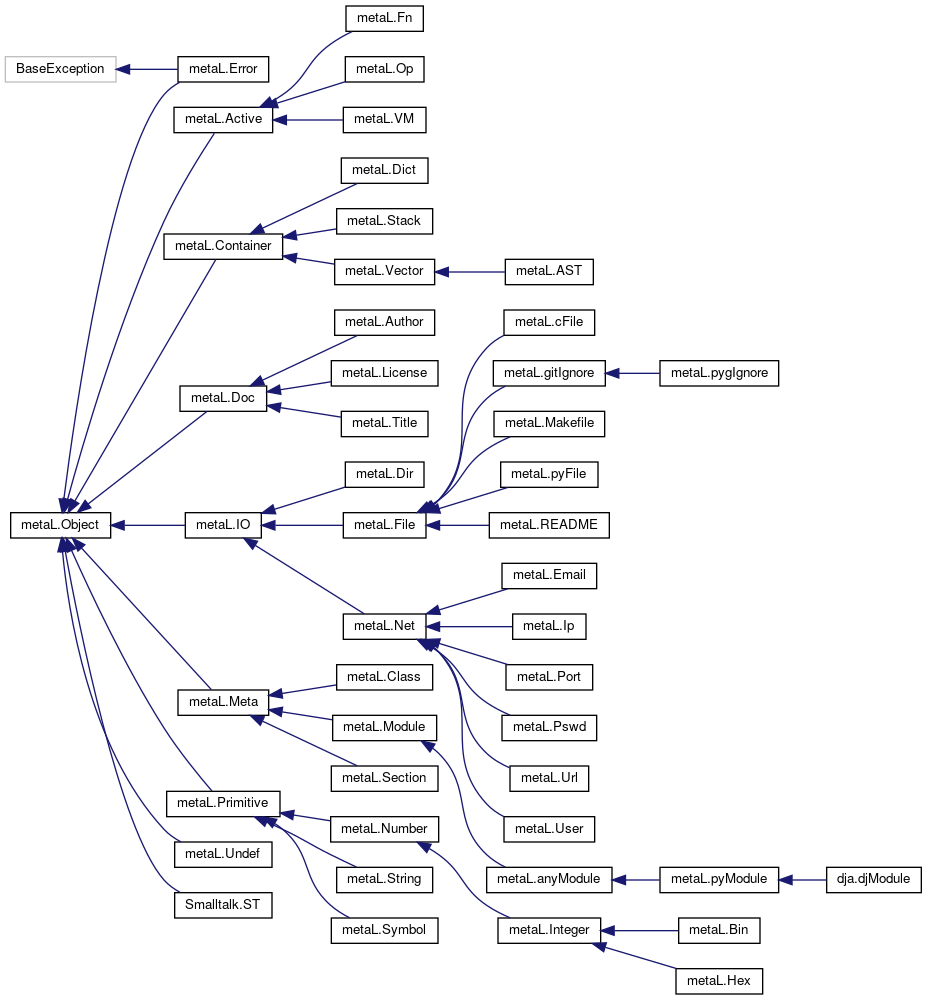 metaL.Fn
BaseException
metaL.Error
metaL.Op
metaL.Active
metaL.VM
metaL.Dict
metaL.Stack
metaL.Container
metaL.Vector
metaL.AST
metaL.Author
metaL.cFile
metaL.License
metaL.gitIgnore
metaL.pygIgnore
metaL.Doc
metaL.Title
metaL.Makefile
metaL.Dir
metaL.pyFile
metaL.Object
metaL.IO
metaL.File
metaL.README
metaL.Email
metaL.Net
metaL.Ip
metaL.Class
metaL.Port
metaL.Meta
metaL.Module
metaL.Pswd
metaL.Section
metaL.Url
metaL.Primitive
metaL.Number
metaL.User
metaL.Undef
metaL.String
metaL.anyModule
metaL.pyModule
dja.djModule
Smalltalk.ST
metaL.Symbol
metaL.Integer
metaL.Bin
metaL.Hex